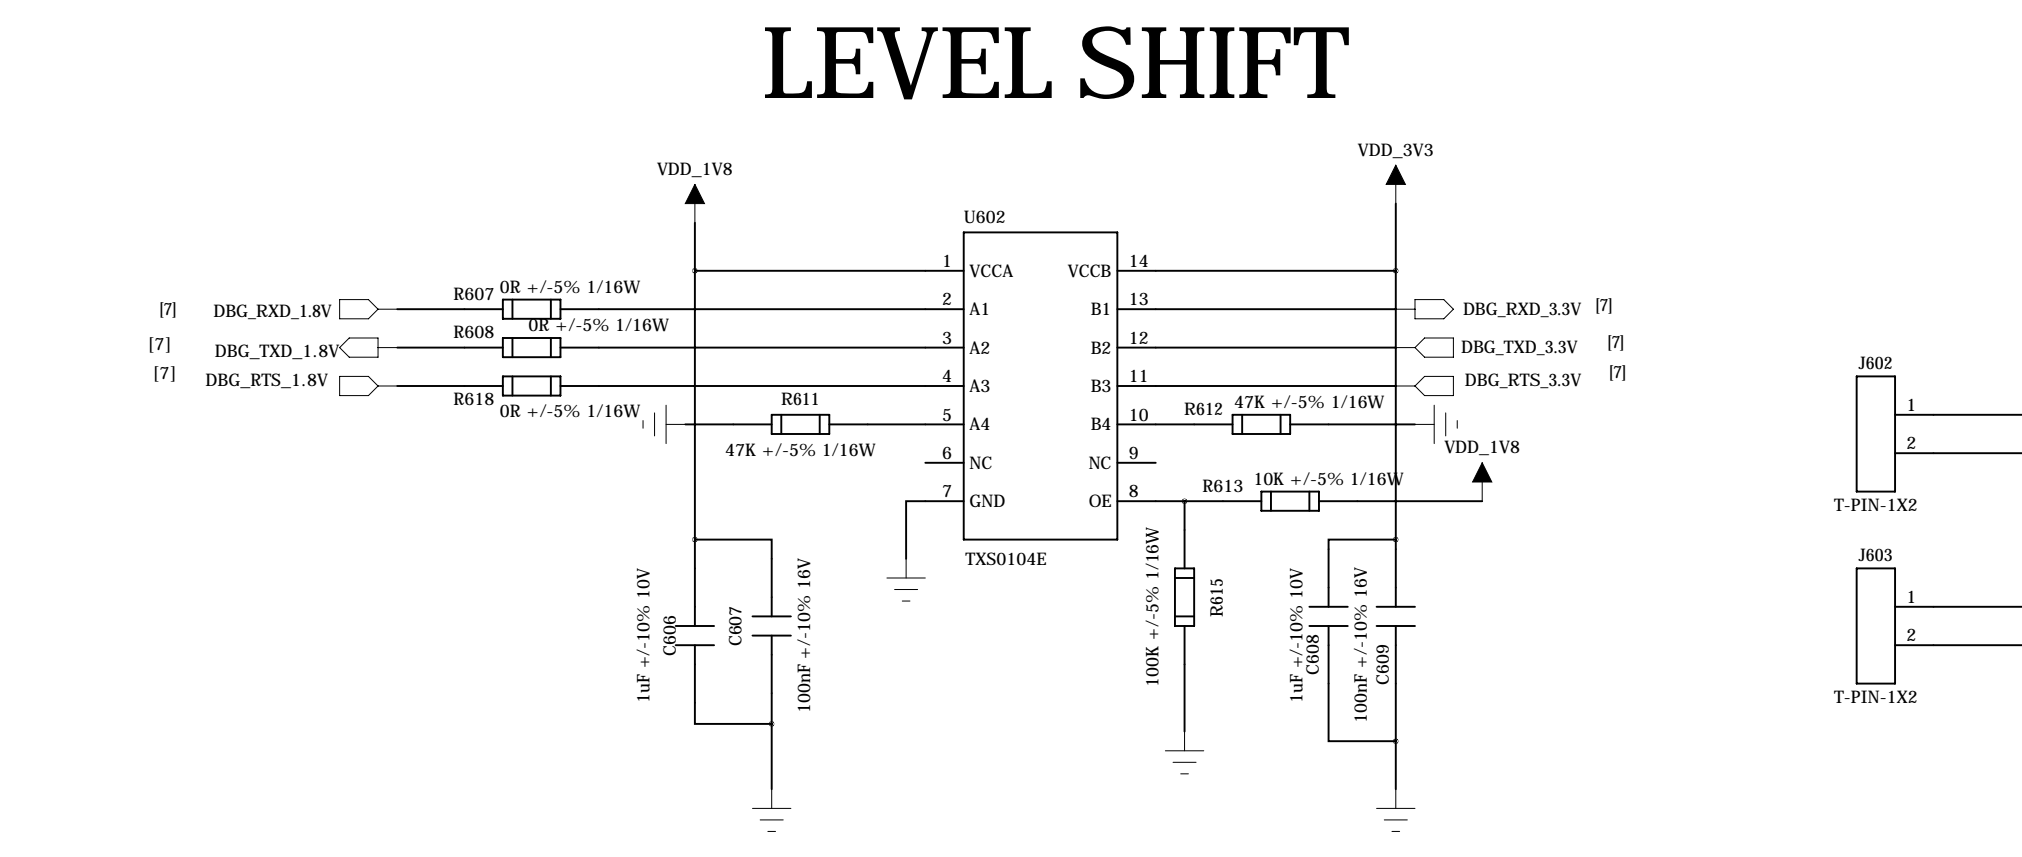 LEVEL SHIFT
VDD_3V3
VDD_1V8
U602
1 VCCA VCCB 14
[7] DBG_RXD_1.8V R607 0R +/-5% 1/16W 2 A1 B1 13 DBG_RXD_3.3V [7]
[7] DBG_TXD_1.8V R608 0R +/-5% 1/16W 3 A2 B2 12 DBG_TXD_3.3V [7]
[7] DBG_RTS_1.8V 4 A3 B3 11 DBG_RTS_3.3V [7]
R618 0R +/-5% 1/16W
R611 5 A4 B4 10 R612 47K +/-5% 1/16W
47K +/-5% 1/16W
VDD_1V8
6 NC NC 9
7 GND OE 8 R613 10K +/-5% 1/16W
TXS0104E
1uF +/-10% 10V
C606
C607
100nF +/-10% 16V
100K +/-5% 1/16W
R615
1uF +/-10% 10V
C608
100nF +/-10% 16V
C609
J602
1
2
T-PIN-1X2
J603
1
2
T-PIN-1X2